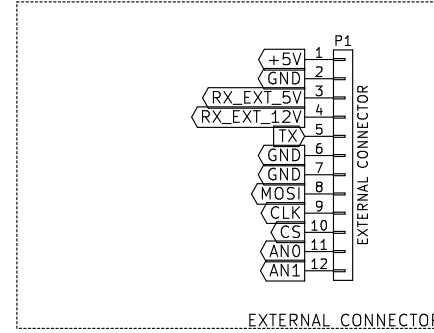 P1
+5V 1
GND 2
RX_EXT_5V 3
RX_EXT_12V 4
TX 5
GND 6
GND 7
MOSI 8
CLK 9
CS 10
AN0 11
AN1 12
EXTERNAL CONNECTOR
EXTERNAL CONNECTOR